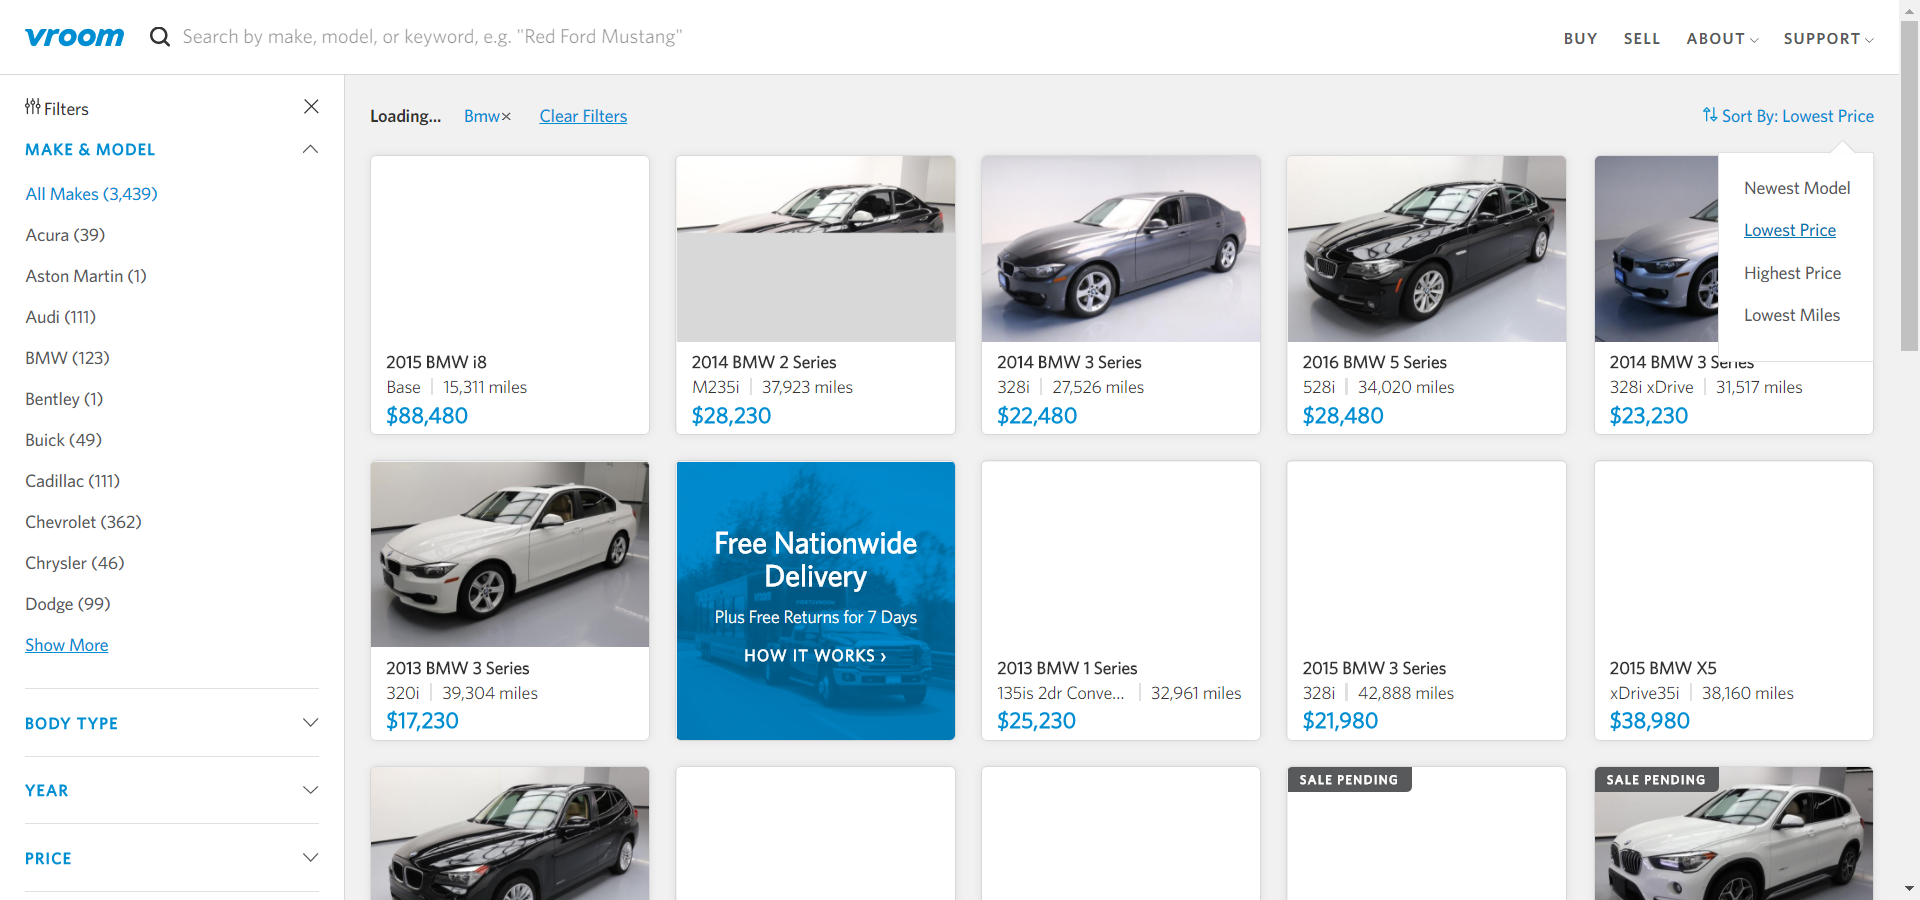 vroom
Search by make, model, or keyword, e.g. "Red Ford Mustang"
BUY
SELL
ABOUT
SUPPORT
Filters
MAKE & MODEL
All Makes (3,439)
Acura (39)
Aston Martin (1)
Audi (111)
BMW (123)
Bentley (1)
Buick (49)
Cadillac (111)
Chevrolet (362)
Chrysler (46)
Dodge (99)
Show More
BODY TYPE
YEAR
PRICE
Loading...
Bmw×
Clear Filters
Sort By: Lowest Price
Newest Model
Lowest Price
Highest Price
Lowest Miles
2015 BMW i8
Base | 15,311 miles
$88,480
2014 BMW 2 Series
M235i | 37,923 miles
$28,230
2014 BMW 3 Series
328i | 27,526 miles
$22,480
2016 BMW 5 Series
528i | 34,020 miles
$28,480
2014 BMW 3 Series
328i xDrive | 31,517 miles
$23,230
2013 BMW 3 Series
320i | 39,304 miles
$17,230
Free Nationwide
Delivery
Plus Free Returns for 7 Days
HOW IT WORKS ›
2013 BMW 1 Series
135is 2dr Conve... | 32,961 miles
$25,230
2015 BMW 3 Series
328i | 42,888 miles
$21,980
2015 BMW X5
xDrive35i | 38,160 miles
$38,980
SALE PENDING
SALE PENDING